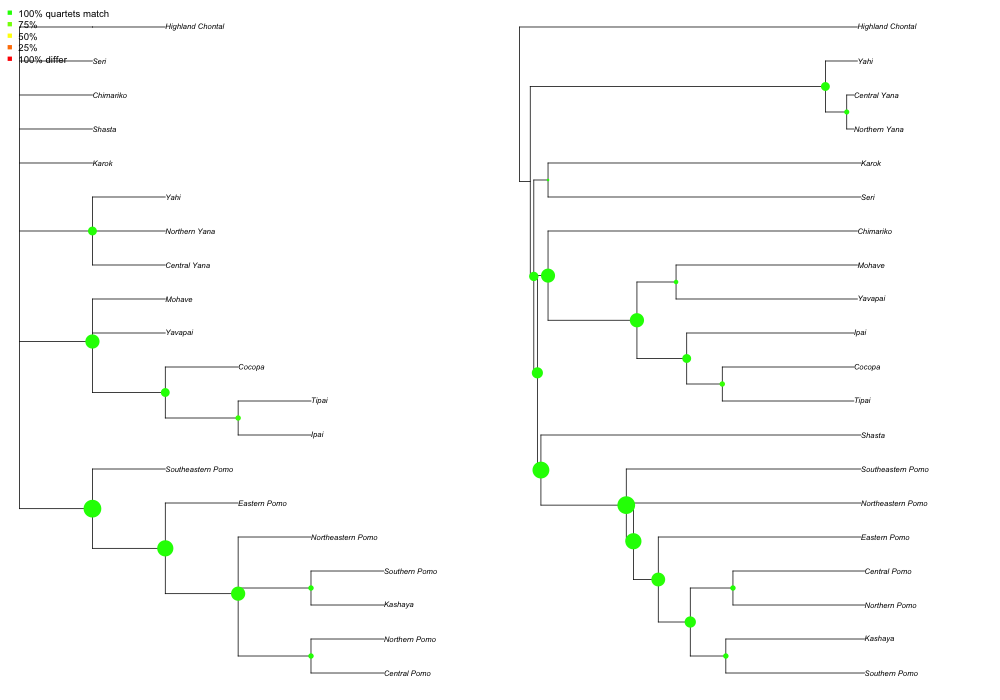 100% quartets match
75%
50%
25%
100% differ
Highland Chontal
Seri
Chimariko
Shasta
Karok
Yahi
Northern Yana
Central Yana
Mohave
Yavapai
Cocopa
Tipai
Ipai
Southeastern Pomo
Eastern Pomo
Northeastern Pomo
Southern Pomo
Kashaya
Northern Pomo
Central Pomo
Highland Chontal
Yahi
Central Yana
Northern Yana
Karok
Seri
Chimariko
Mohave
Yavapai
Ipai
Cocopa
Tipai
Shasta
Southeastern Pomo
Northeastern Pomo
Eastern Pomo
Central Pomo
Northern Pomo
Kashaya
Southern Pomo